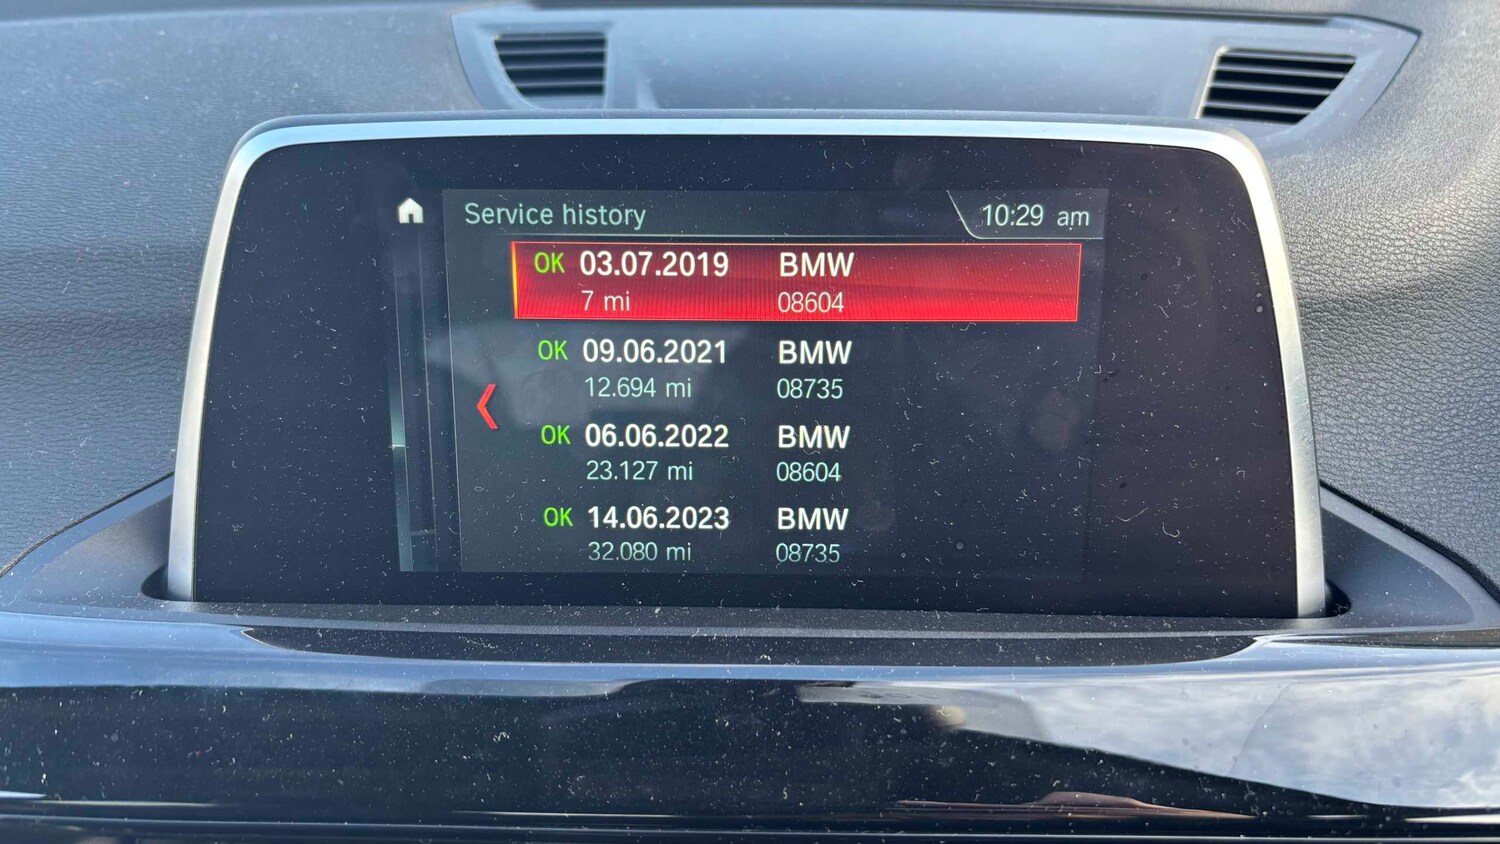 Service history 10:29 am
OK 03.07.2019 BMW
7 mi 08604
OK 09.06.2021 BMW
12.694 mi 08735
OK 06.06.2022 BMW
23.127 mi 08604
OK 14.06.2023 BMW
32.080 mi 08735